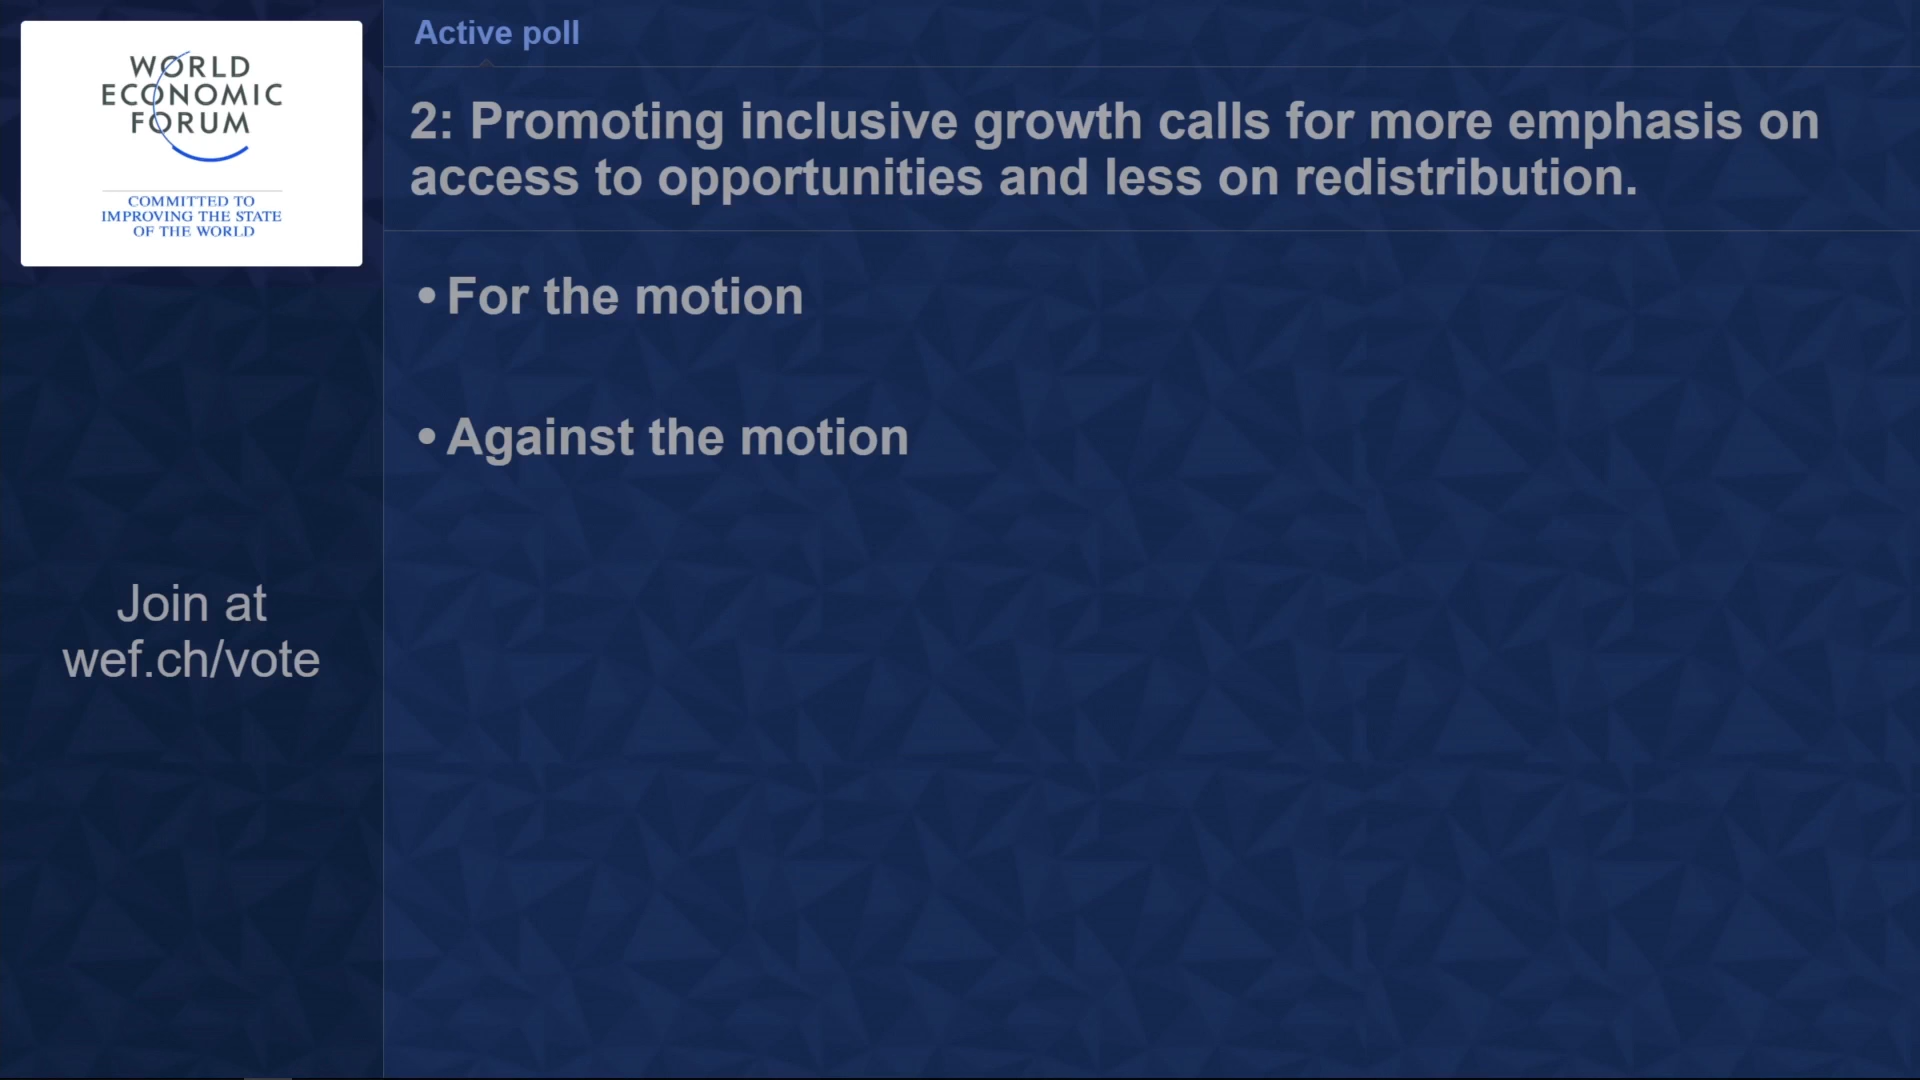 WORLD
ECONOMIC
FORUM
COMMITTED TO
IMPROVING THE STATE
OF THE WORLD
Join at
wef.ch/vote
Active poll
2: Promoting inclusive growth calls for more emphasis on
access to opportunities and less on redistribution.
• For the motion
• Against the motion